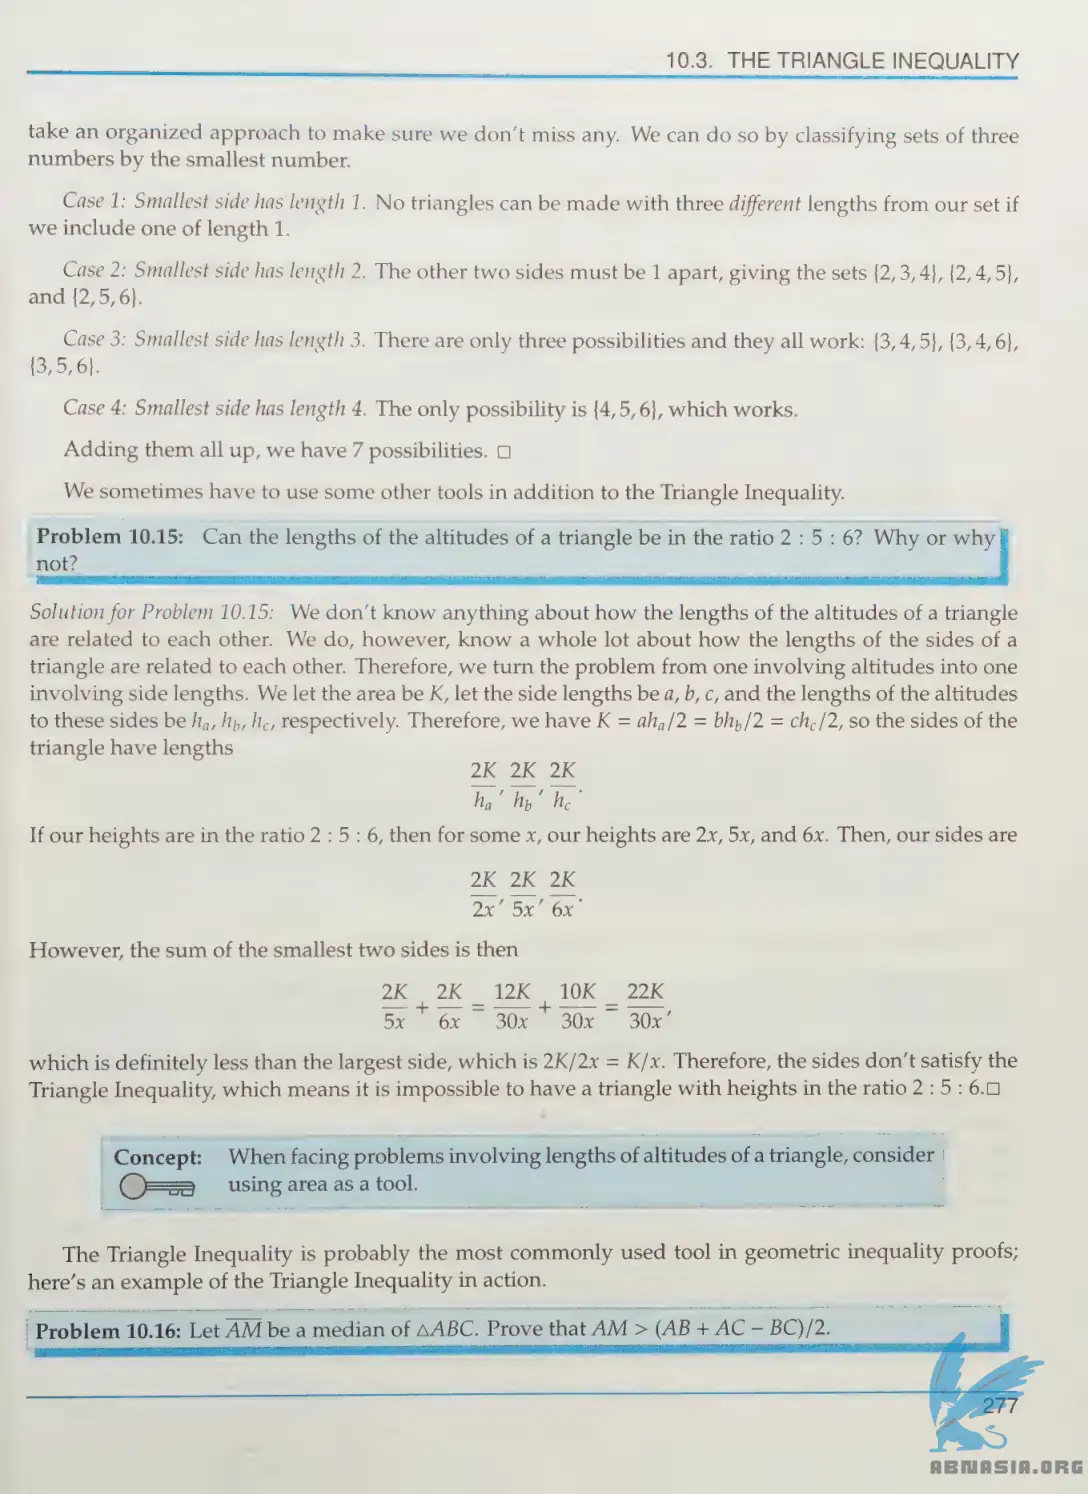 10.3. THE TRIANGLE INEQUALITY
take an organized approach to make sure we don't miss any. We can do so by classifying sets of three
numbers by the smallest number.
Case 1: Smallest side has length 1. No triangles can be made with three different lengths from our set if
we include one of length 1.
Case 2: Smallest side has length 2. The other two sides must be 1 apart, giving the sets {2,3,4}, {2,4,5},
and {2,5,6}.
Case 3: Smallest side has length 3. There are only three possibilities and they all work: {3,4,5}, {3,4,6},
{3,5,6}.
Case 4: Smallest side has length 4. The only possibility is {4,5,6}, which works.
Adding them all up, we have 7 possibilities. □
We sometimes have to use some other tools in addition to the Triangle Inequality.
Problem 10.15: Can the lengths of the altitudes of a triangle be in the ratio 2 : 5 : 6? Why or why
not?
Solution for Problem 10.15: We don't know anything about how the lengths of the altitudes of a triangle
are related to each other. We do, however, know a whole lot about how the lengths of the sides of a
triangle are related to each other. Therefore, we turn the problem from one involving altitudes into one
involving side lengths. We let the area be K, let the side lengths be a, b, c, and the lengths of the altitudes
to these sides be hₐ, h_b, h_c, respectively. Therefore, we have K = ahₐ/2 = bh_b/2 = ch_c/2, so the sides of the
triangle have lengths
2K/hₐ, 2K/h_b, 2K/h_c.
If our heights are in the ratio 2 : 5 : 6, then for some x, our heights are 2x, 5x, and 6x. Then, our sides are
2K/2x, 2K/5x, 2K/6x.
However, the sum of the smallest two sides is then
2K/5x + 2K/6x = 12K/30x + 10K/30x = 22K/30x,
which is definitely less than the largest side, which is 2K/2x = K/x. Therefore, the sides don't satisfy the
Triangle Inequality, which means it is impossible to have a triangle with heights in the ratio 2 : 5 : 6.□
Concept: When facing problems involving lengths of altitudes of a triangle, consider
using area as a tool.
The Triangle Inequality is probably the most commonly used tool in geometric inequality proofs;
here's an example of the Triangle Inequality in action.
Problem 10.16: Let A̅M̅ be a median of △ABC. Prove that AM > (AB + AC − BC)/2.
277
ABNASIA.ORG